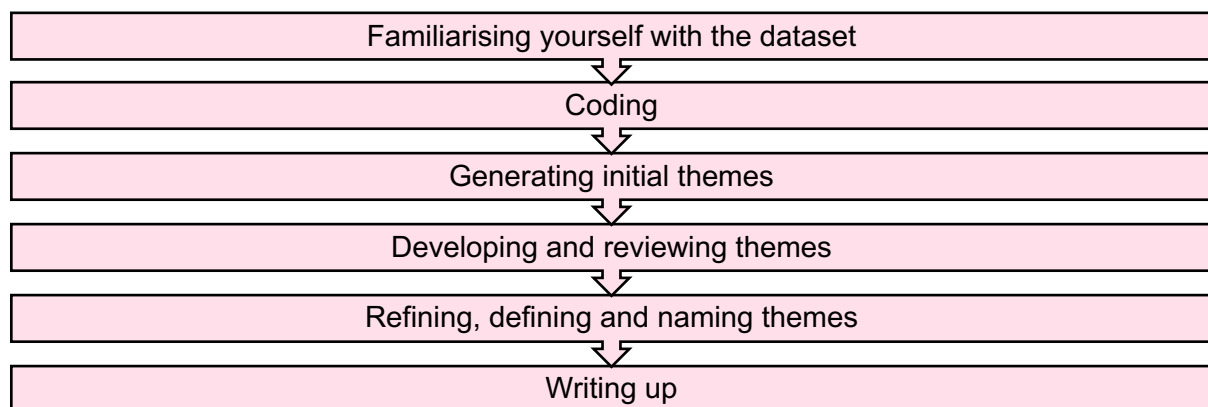 Familiarising yourself with the dataset
Coding
Generating initial themes
Developing and reviewing themes
Refining, defining and naming themes
Writing up